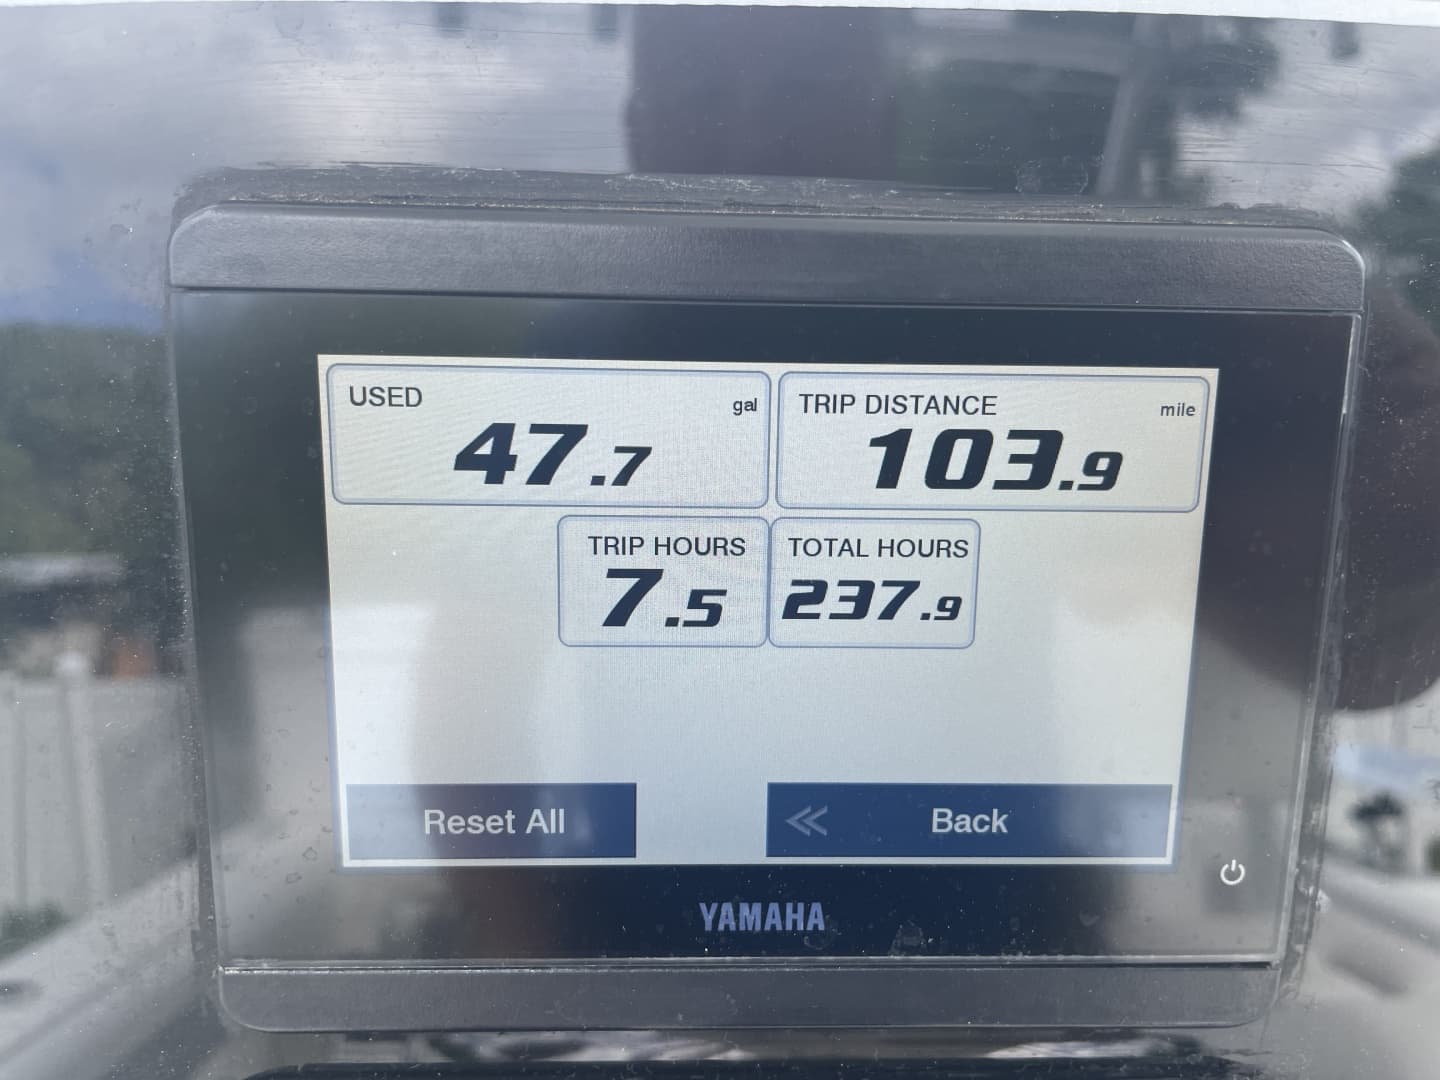 USED gal
47.7
TRIP DISTANCE mile
103.9
TRIP HOURS
7.5
TOTAL HOURS
237.9
Reset All
Back
YAMAHA